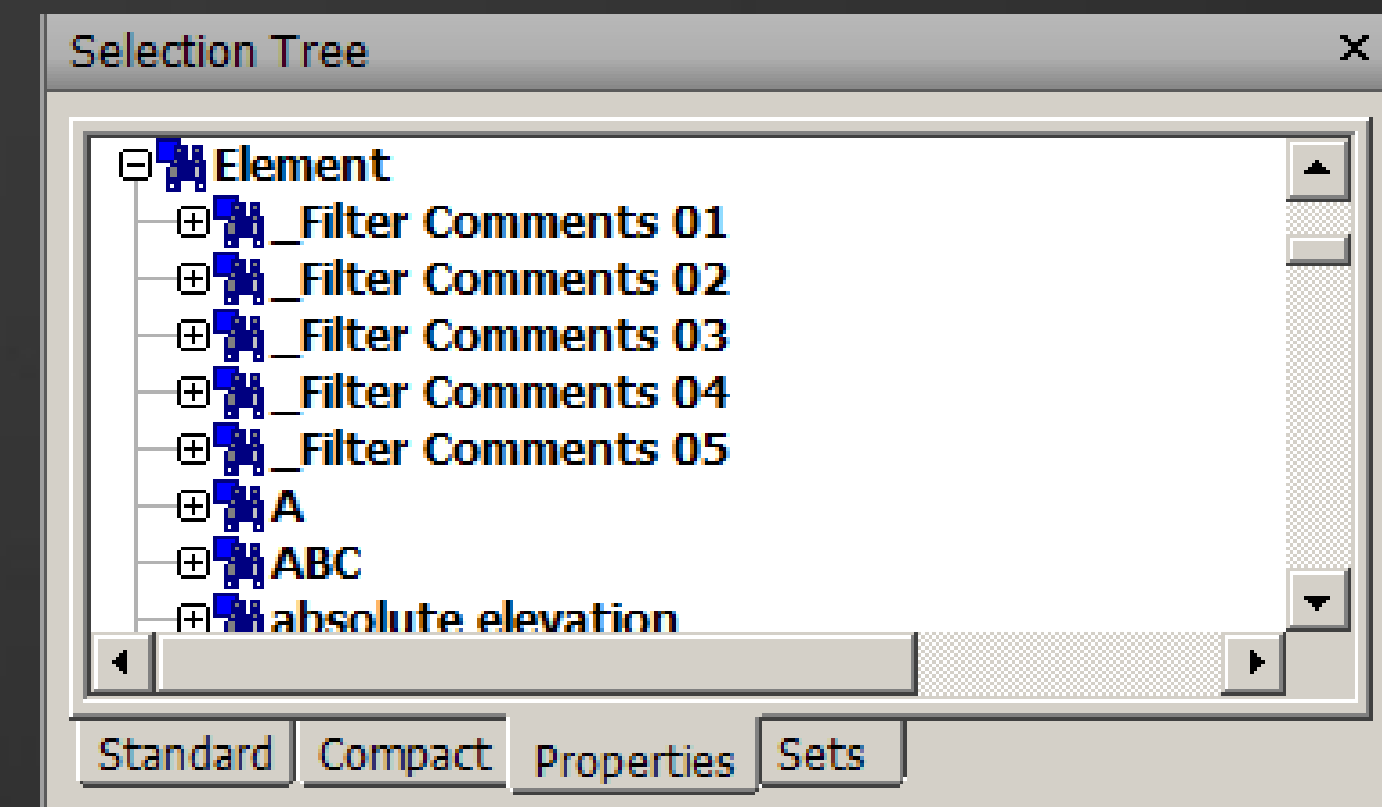 Selection Tree
Element
_Filter Comments 01
_Filter Comments 02
_Filter Comments 03
_Filter Comments 04
_Filter Comments 05
A
ABC
absolute elevation
Standard Compact Properties Sets